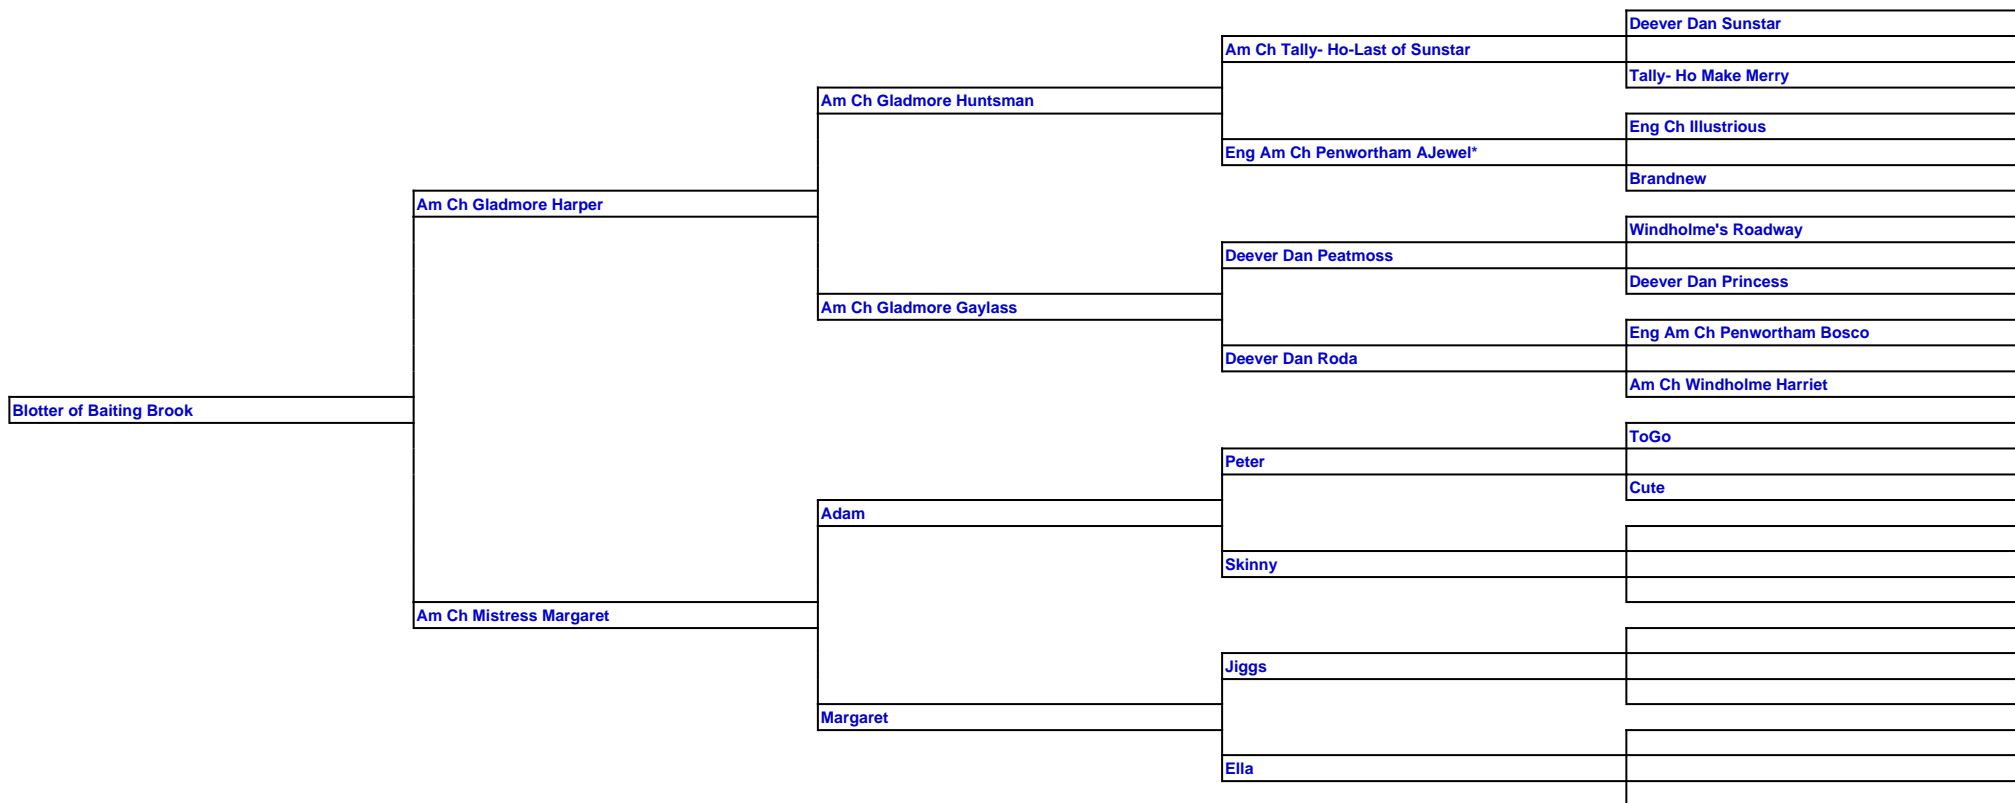 Deever Dan Sunstar
Am Ch Tally- Ho-Last of Sunstar
Tally- Ho Make Merry
Am Ch Gladmore Huntsman
Eng Ch Illustrious
Eng Am Ch Penwortham AJewel*
Brandnew
Am Ch Gladmore Harper
Windholme's Roadway
Deever Dan Peatmoss
Deever Dan Princess
Am Ch Gladmore Gaylass
Eng Am Ch Penwortham Bosco
Deever Dan Roda
Am Ch Windholme Harriet
Blotter of Baiting Brook
ToGo
Peter
Cute
Adam
Skinny
Am Ch Mistress Margaret
Jiggs
Margaret
Ella